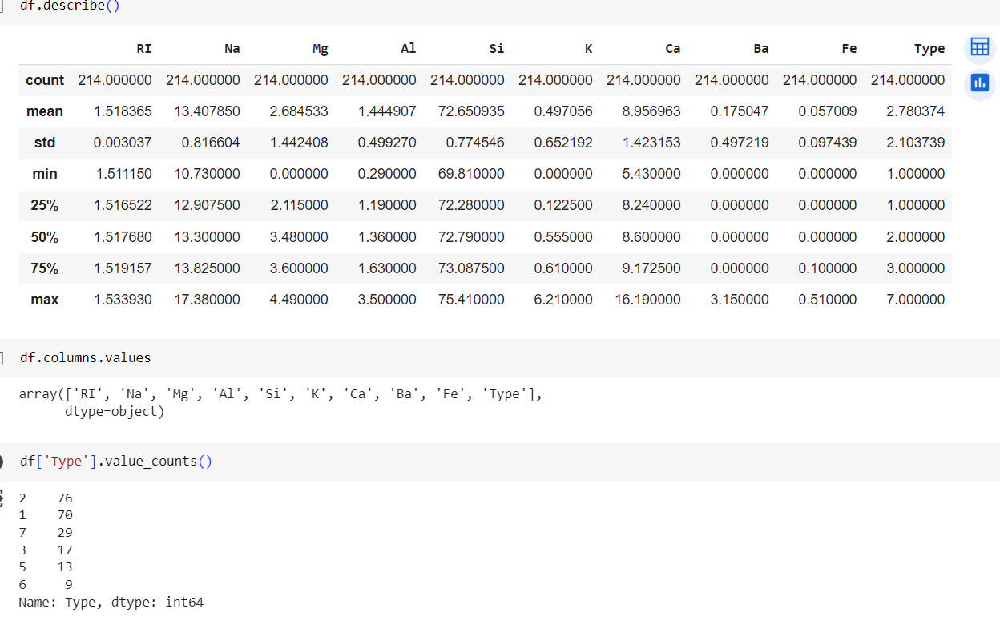 df.describe()
RI Na Mg Al Si K Ca Ba Fe Type
count 214.000000 214.000000 214.000000 214.000000 214.000000 214.000000 214.000000 214.000000 214.000000 214.000000
mean 1.518365 13.407850 2.684533 1.444907 72.650935 0.497056 8.956963 0.175047 0.057009 2.780374
std 0.003037 0.816604 1.442408 0.499270 0.774546 0.652192 1.423153 0.497219 0.097439 2.103739
min 1.511150 10.730000 0.000000 0.290000 69.810000 0.000000 5.430000 0.000000 0.000000 1.000000
25% 1.516522 12.907500 2.115000 1.190000 72.280000 0.122500 8.240000 0.000000 0.000000 1.000000
50% 1.517680 13.300000 3.480000 1.360000 72.790000 0.555000 8.600000 0.000000 0.000000 2.000000
75% 1.519157 13.825000 3.600000 1.630000 73.087500 0.610000 9.172500 0.000000 0.100000 3.000000
max 1.533930 17.380000 4.490000 3.500000 75.410000 6.210000 16.190000 3.150000 0.510000 7.000000
] df.columns.values
array(['RI', 'Na', 'Mg', 'Al', 'Si', 'K', 'Ca', 'Ba', 'Fe', 'Type'],
dtype=object)
df['Type'].value_counts()
2 76
1 70
7 29
3 17
5 13
6 9
Name: Type, dtype: int64